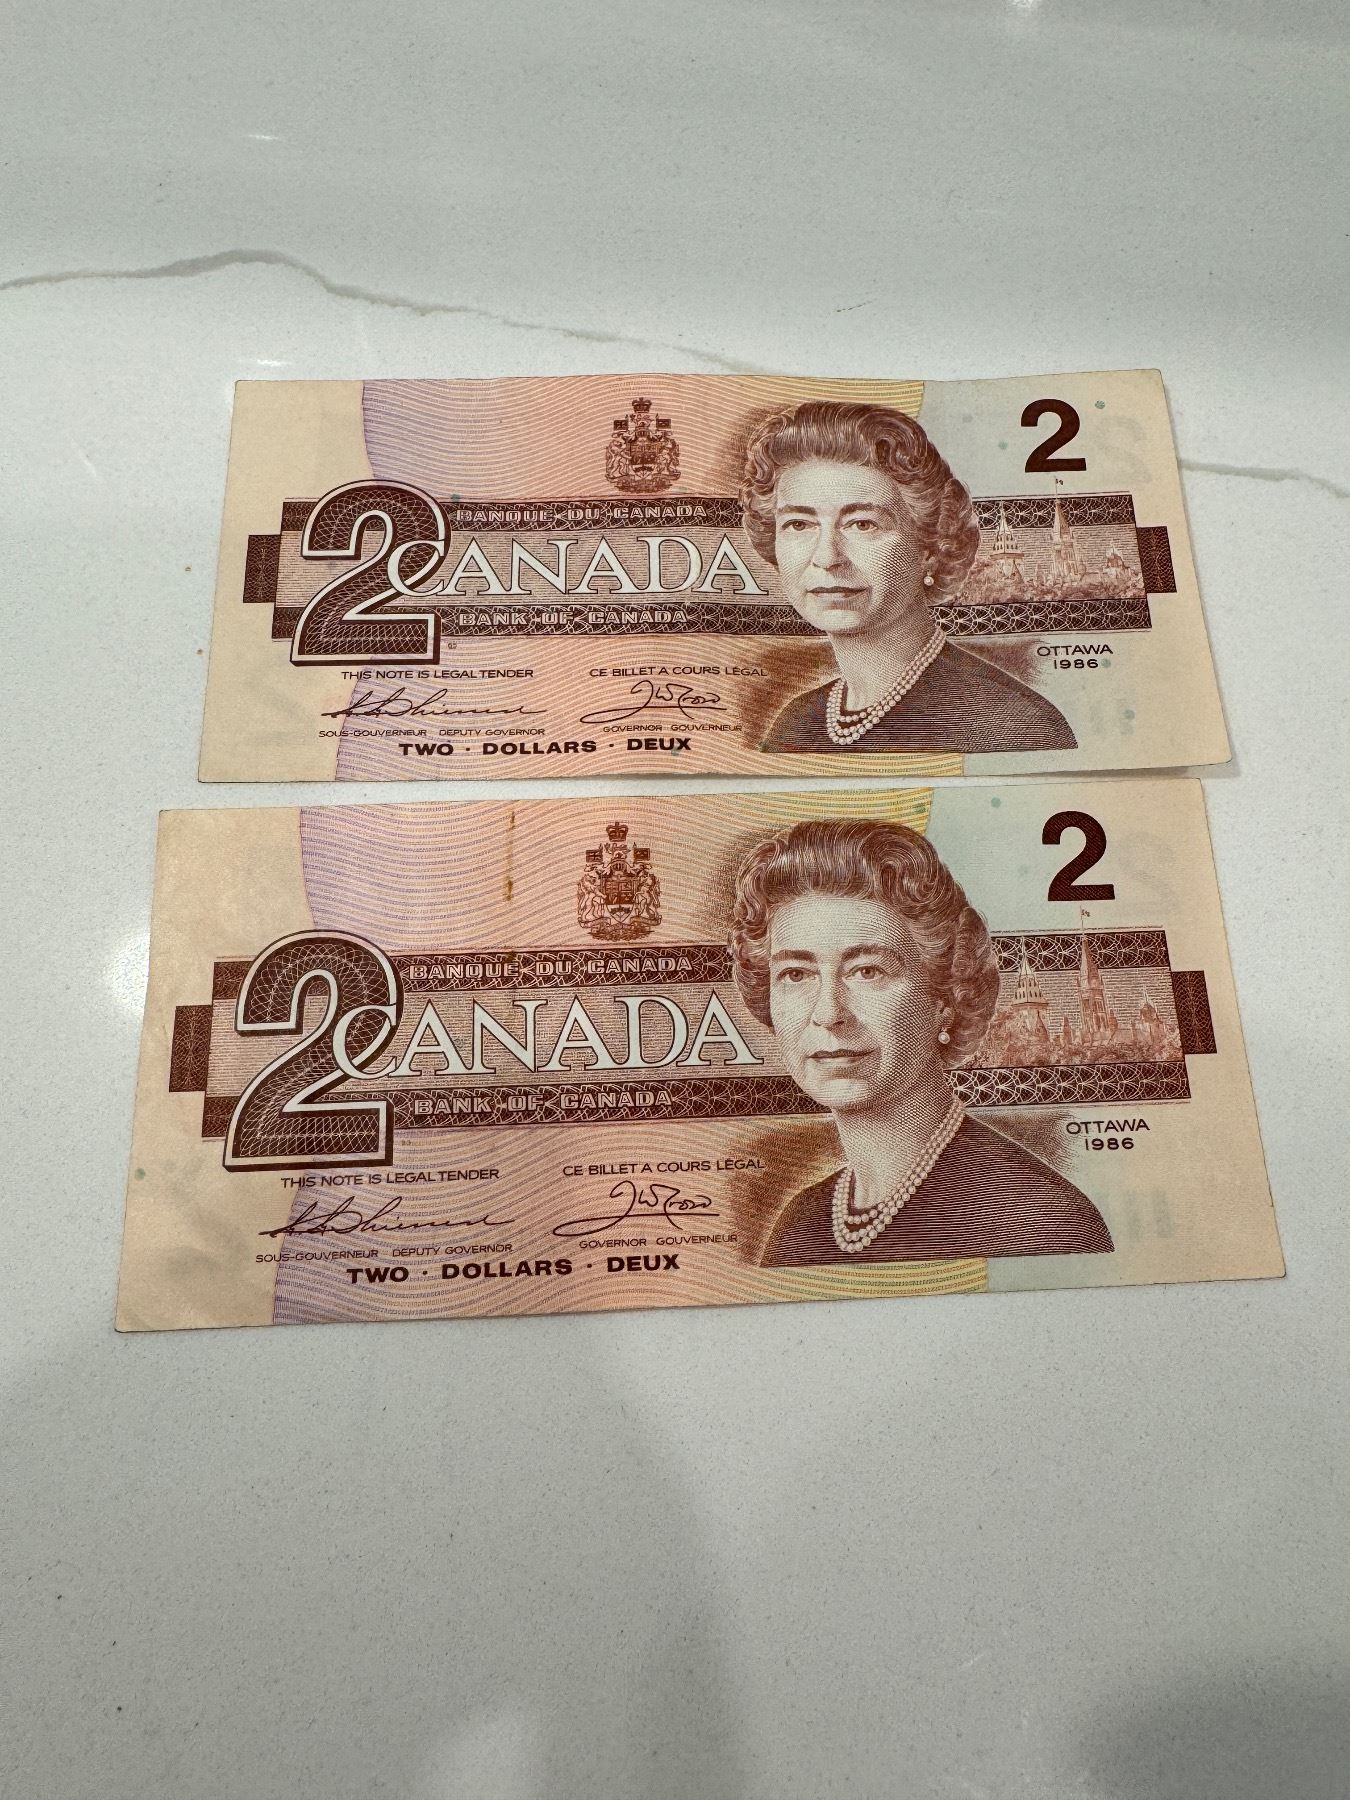 2
BANQUE DU CANADA
2 CANADA
BANK OF CANADA
OTTAWA
1986
THIS NOTE IS LEGAL TENDER CE BILLET A COURS LÉGAL
SOUS-GOUVERNEUR DEPUTY GOVERNOR GOVERNOR GOUVERNEUR
TWO · DOLLARS · DEUX
2
BANQUE DU CANADA
2 CANADA
BANK OF CANADA
OTTAWA
1986
THIS NOTE IS LEGAL TENDER CE BILLET A COURS LÉGAL
SOUS-GOUVERNEUR DEPUTY GOVERNOR GOVERNOR GOUVERNEUR
TWO · DOLLARS · DEUX